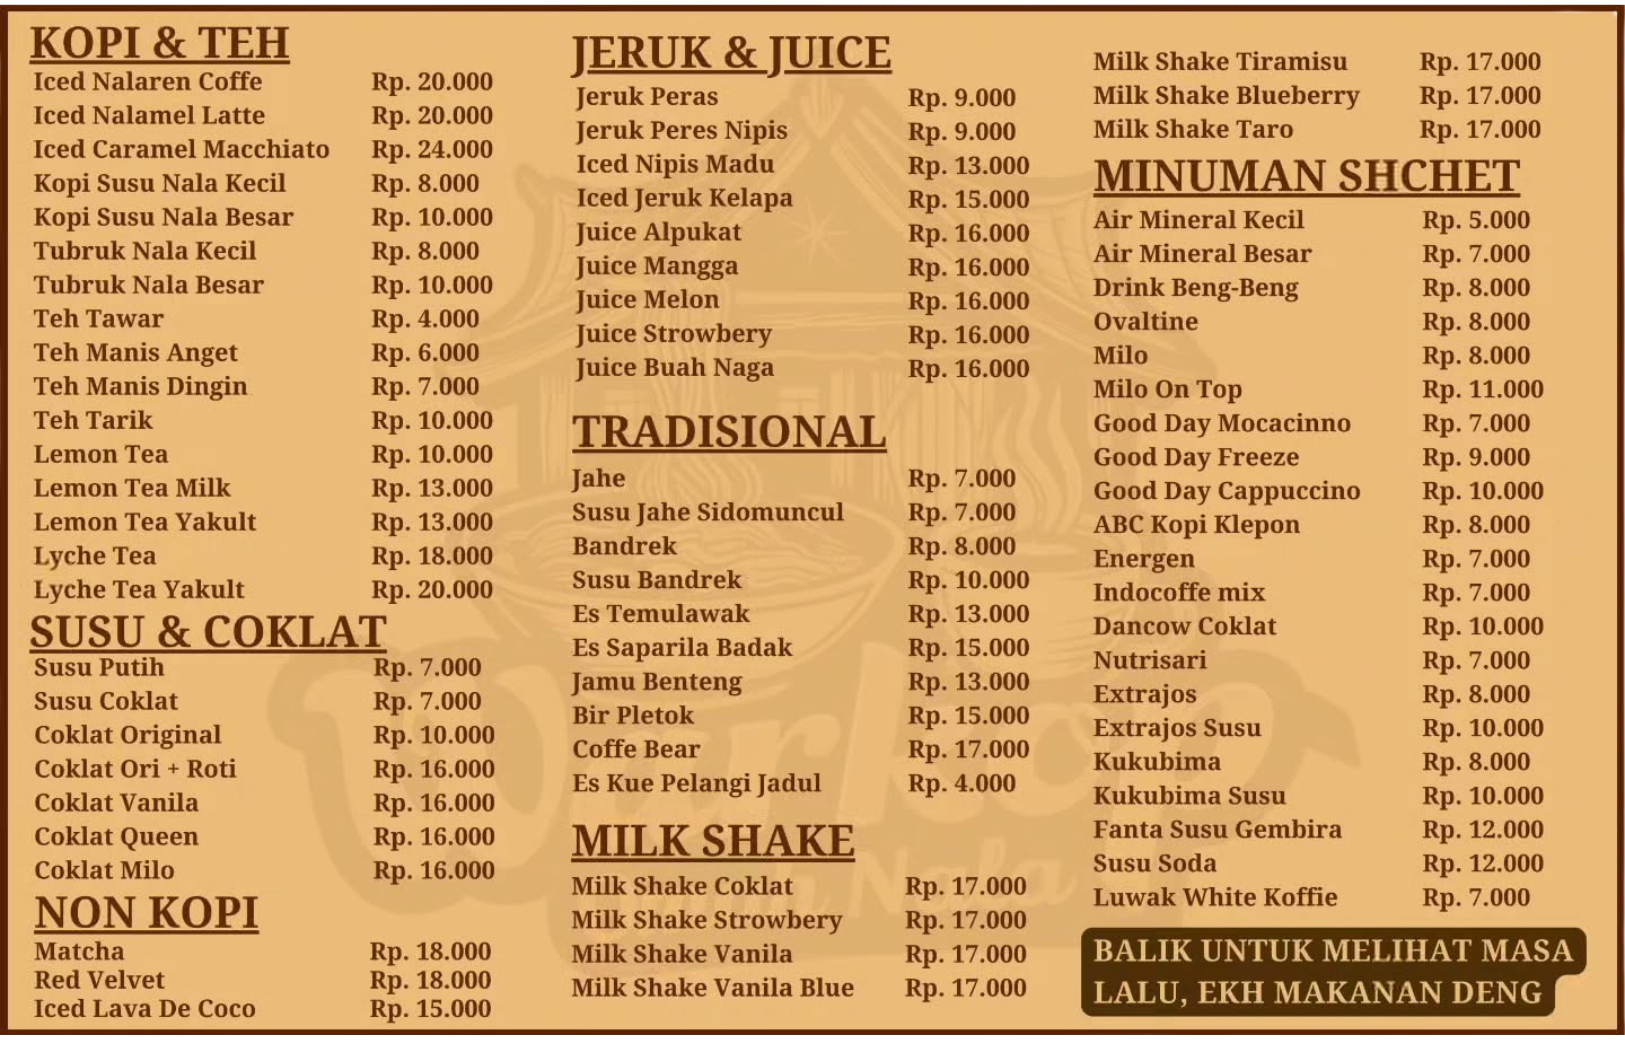 KOPI & TEH
Iced Nalaren Coffe Rp. 20.000
Iced Nalamel Latte Rp. 20.000
Iced Caramel Macchiato Rp. 24.000
Kopi Susu Nala Kecil Rp. 8.000
Kopi Susu Nala Besar Rp. 10.000
Tubruk Nala Kecil Rp. 8.000
Tubruk Nala Besar Rp. 10.000
Teh Tawar Rp. 4.000
Teh Manis Anget Rp. 6.000
Teh Manis Dingin Rp. 7.000
Teh Tarik Rp. 10.000
Lemon Tea Rp. 10.000
Lemon Tea Milk Rp. 13.000
Lemon Tea Yakult Rp. 13.000
Lyche Tea Rp. 18.000
Lyche Tea Yakult Rp. 20.000
SUSU & COKLAT
Susu Putih Rp. 7.000
Susu Coklat Rp. 7.000
Coklat Original Rp. 10.000
Coklat Ori + Roti Rp. 16.000
Coklat Vanila Rp. 16.000
Coklat Queen Rp. 16.000
Coklat Milo Rp. 16.000
NON KOPI
Matcha Rp. 18.000
Red Velvet Rp. 18.000
Iced Lava De Coco Rp. 15.000
JERUK & JUICE
Jeruk Peras Rp. 9.000
Jeruk Peres Nipis Rp. 9.000
Iced Nipis Madu Rp. 13.000
Iced Jeruk Kelapa Rp. 15.000
Juice Alpukat Rp. 16.000
Juice Mangga Rp. 16.000
Juice Melon Rp. 16.000
Juice Strowbery Rp. 16.000
Juice Buah Naga Rp. 16.000
TRADISIONAL
Jahe Rp. 7.000
Susu Jahe Sidomuncul Rp. 7.000
Bandrek Rp. 8.000
Susu Bandrek Rp. 10.000
Es Temulawak Rp. 13.000
Es Saparila Badak Rp. 15.000
Jamu Benteng Rp. 13.000
Bir Pletok Rp. 15.000
Coffe Bear Rp. 17.000
Es Kue Pelangi Jadul Rp. 4.000
MILK SHAKE
Milk Shake Coklat Rp. 17.000
Milk Shake Strowbery Rp. 17.000
Milk Shake Vanila Rp. 17.000
Milk Shake Vanila Blue Rp. 17.000
Milk Shake Tiramisu Rp. 17.000
Milk Shake Blueberry Rp. 17.000
Milk Shake Taro Rp. 17.000
MINUMAN SHCHET
Air Mineral Kecil Rp. 5.000
Air Mineral Besar Rp. 7.000
Drink Beng-Beng Rp. 8.000
Ovaltine Rp. 8.000
Milo Rp. 8.000
Milo On Top Rp. 11.000
Good Day Mocacinno Rp. 7.000
Good Day Freeze Rp. 9.000
Good Day Cappuccino Rp. 10.000
ABC Kopi Klepon Rp. 8.000
Energen Rp. 7.000
Indocoffe mix Rp. 7.000
Dancow Coklat Rp. 10.000
Nutrisari Rp. 7.000
Extrajos Rp. 8.000
Extrajos Susu Rp. 10.000
Kukubima Rp. 8.000
Kukubima Susu Rp. 10.000
Fanta Susu Gembira Rp. 12.000
Susu Soda Rp. 12.000
Luwak White Koffie Rp. 7.000
BALIK UNTUK MELIHAT MASA
LALU, EKH MAKANAN DENG
Warkop
Nala